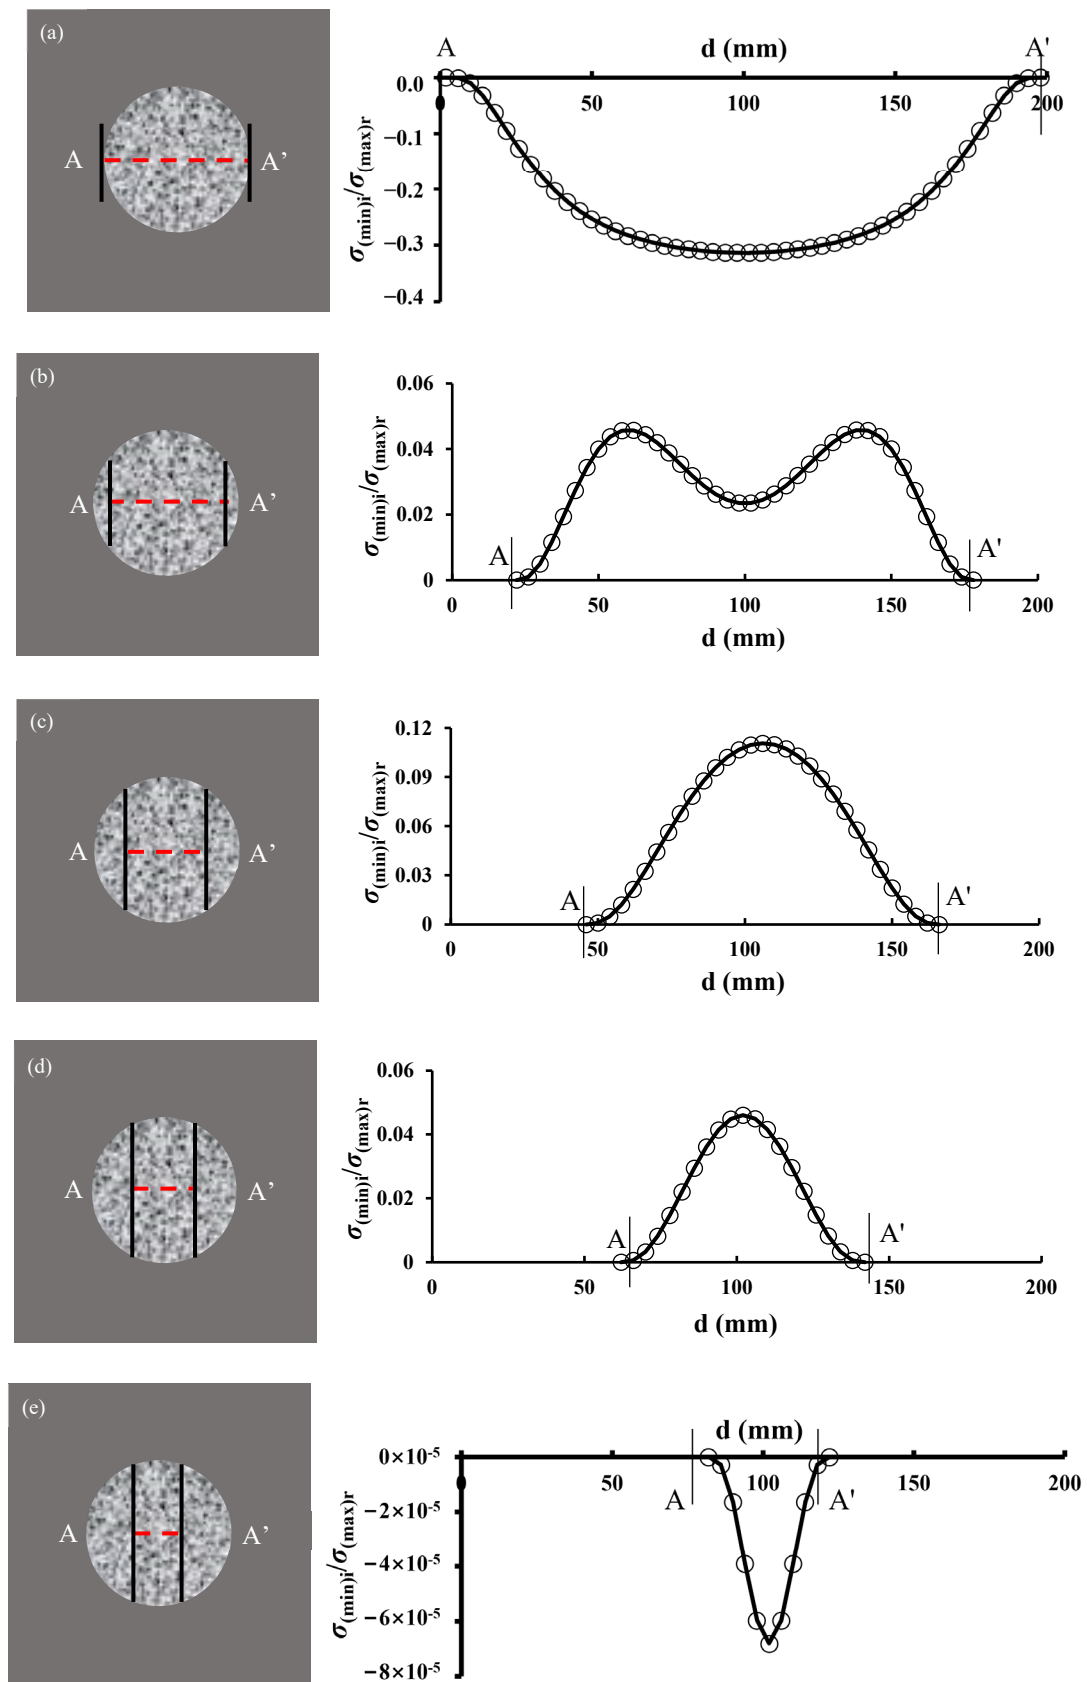 (a)
A
A’
A
d (mm)
A'
0.0
0
50
100
150
200
−0.1
−0.2
−0.3
−0.4
σ(min)i/σ(max)r
(b)
A
A’
0.06
0.04
0.02
0
σ(min)i/σ(max)r
A
A'
0
50
100
150
200
d (mm)
(c)
A
A’
0.12
0.09
0.06
0.03
0
σ(min)i/σ(max)r
A
A'
0
50
100
150
200
d (mm)
(d)
A
A’
0.06
0.04
0.02
0
σ(min)i/σ(max)r
A
A'
0
50
100
150
200
d (mm)
(e)
A
A’
d (mm)
0×10-5
0
50
100
150
200
A
A'
−2×10-5
−4×10-5
−6×10-5
−8×10-5
σ(min)i/σ(max)r